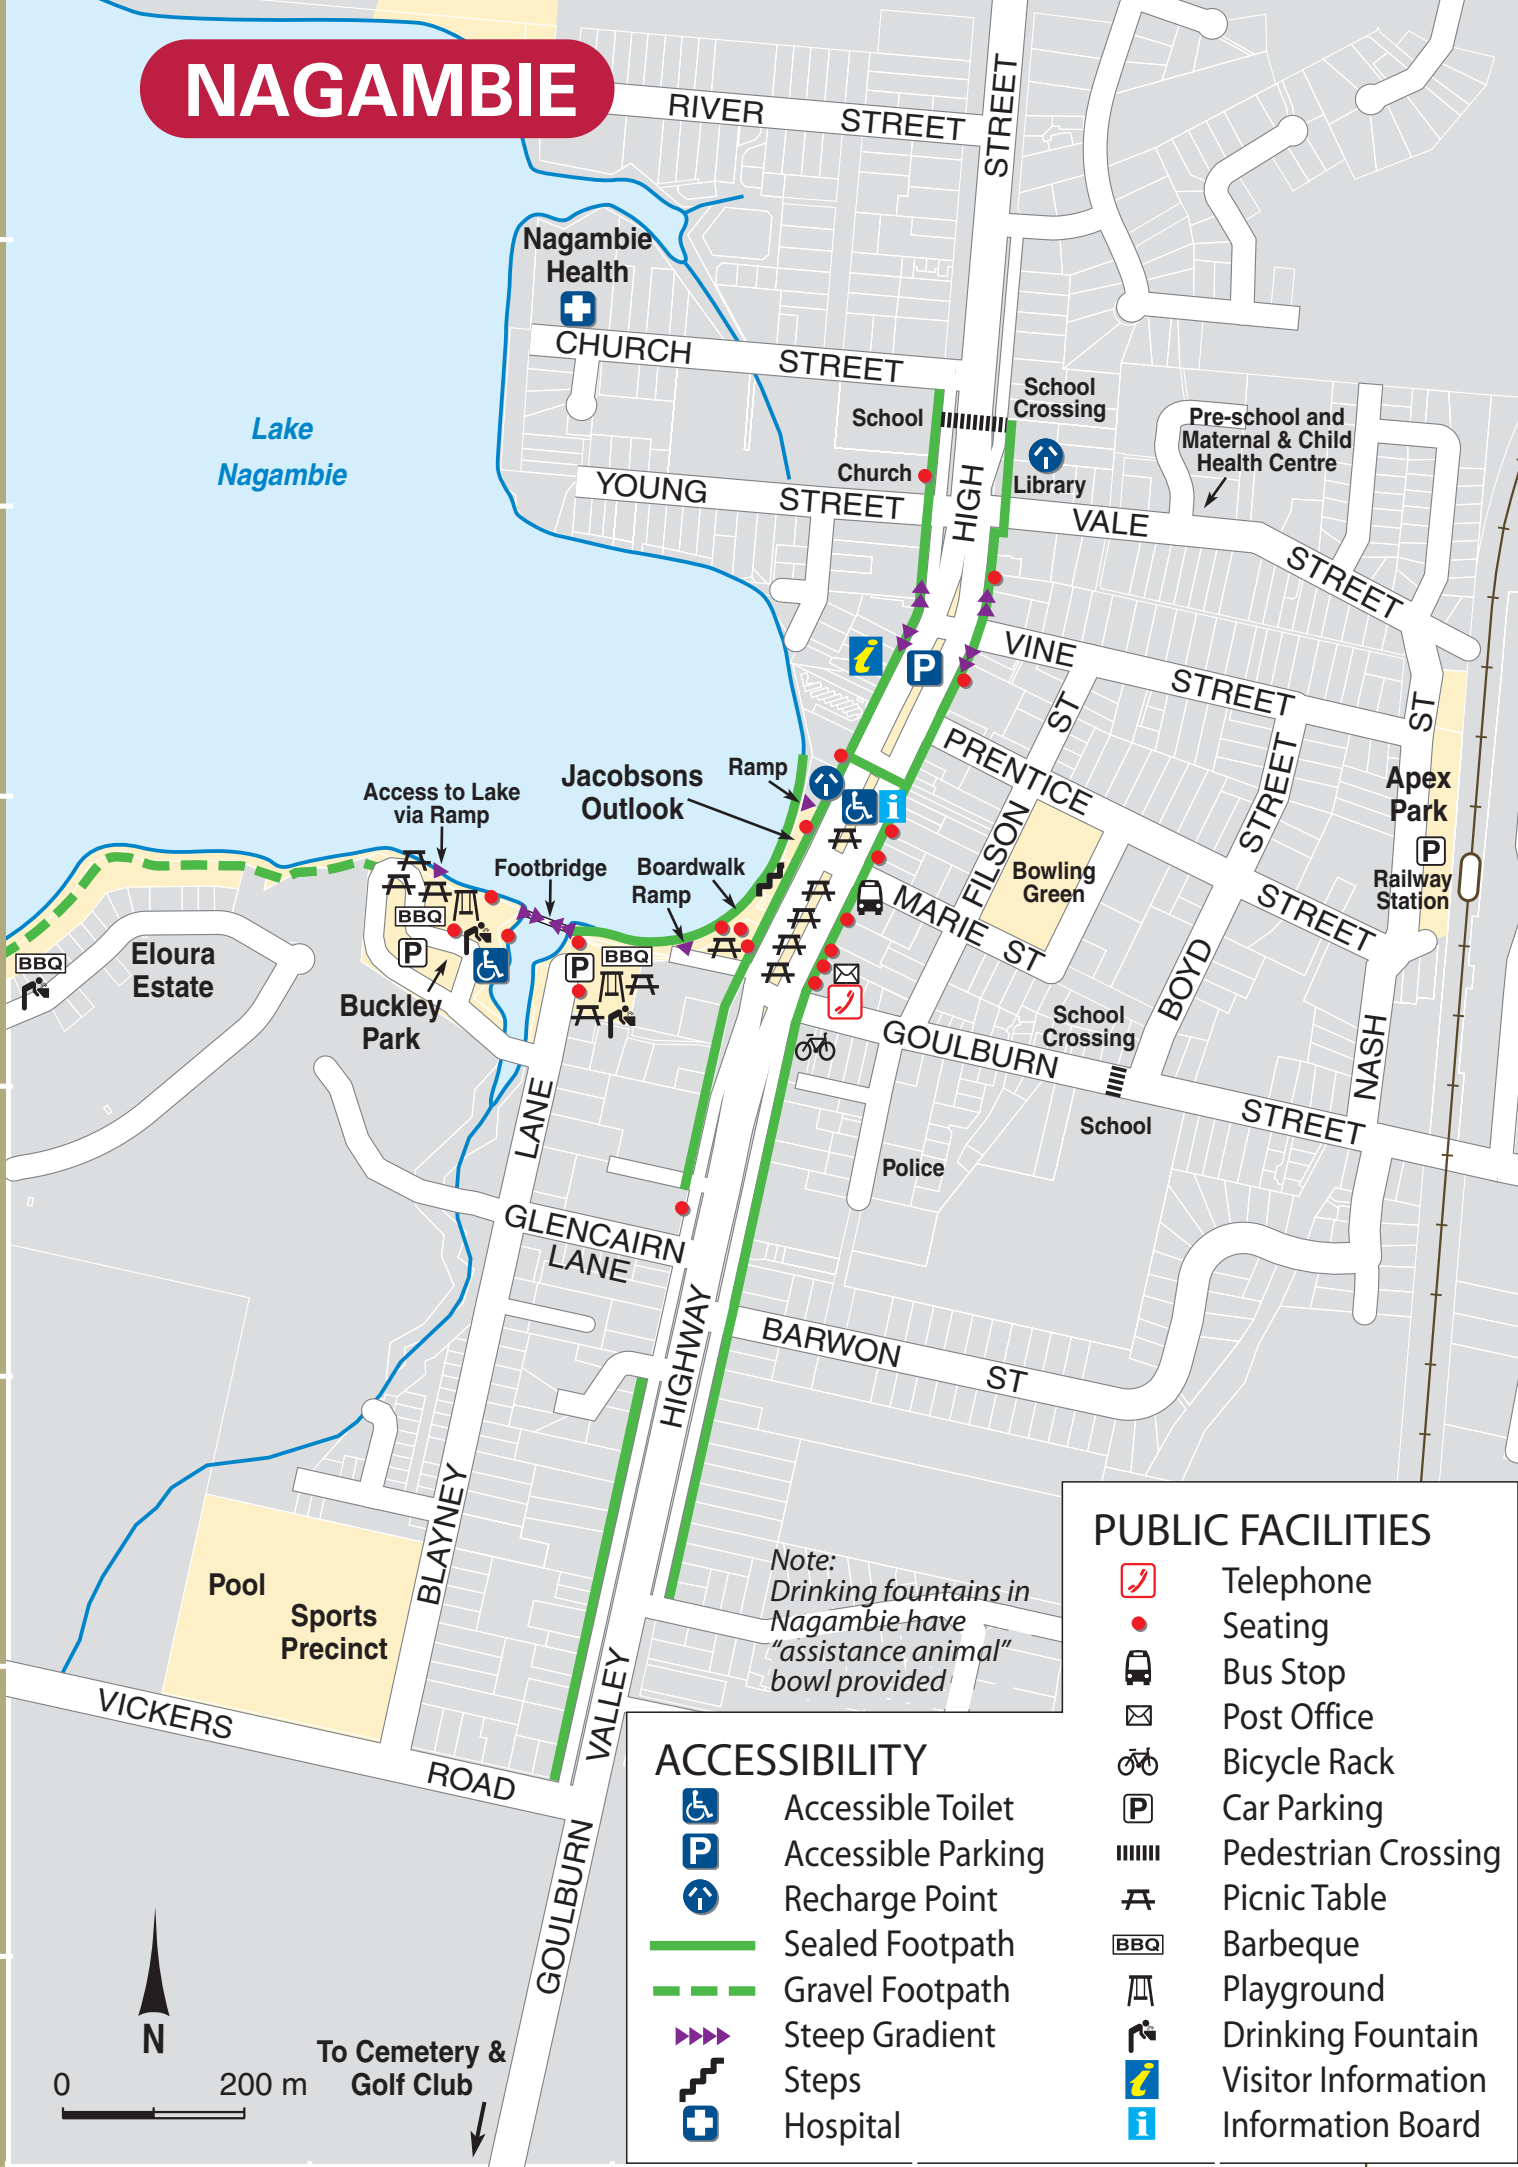 NAGAMBIE
RIVER STREET
STREET
Nagambie
Health
CHURCH STREET
School
Crossing
School
Pre-school and
Maternal & Child
Health Centre
Lake
Nagambie
Church
Library
HIGH
YOUNG STREET
VALE STREET
VINE STREET
ST
ST
PRENTICE STREET
STREET
Apex
Park
P
Railway
Station
Jacobsons
Outlook
Ramp
Access to Lake
via Ramp
Footbridge
Boardwalk
Ramp
FILSON
Bowling
Green
MARIE ST
BOYD
BBQ
P
BBQ
P
BBQ
P
i
i
Eloura
Estate
Buckley
Park
School
Crossing
GOULBURN STREET
NASH
School
Police
LANE
GLENCAIRN
LANE
HIGHWAY
BARWON ST
BLAYNEY
Pool
Sports
Precinct
VICKERS ROAD
VALLEY
GOULBURN
Note:
Drinking fountains in
Nagambie have
“assistance animal”
bowl provided
N
0 200 m
To Cemetery &
Golf Club
ACCESSIBILITY
Accessible Toilet
P Accessible Parking
Recharge Point
Sealed Footpath
Gravel Footpath
Steep Gradient
Steps
Hospital
PUBLIC FACILITIES
Telephone
Seating
Bus Stop
Post Office
Bicycle Rack
P Car Parking
Pedestrian Crossing
Picnic Table
BBQ Barbeque
Playground
Drinking Fountain
i Visitor Information
i Information Board